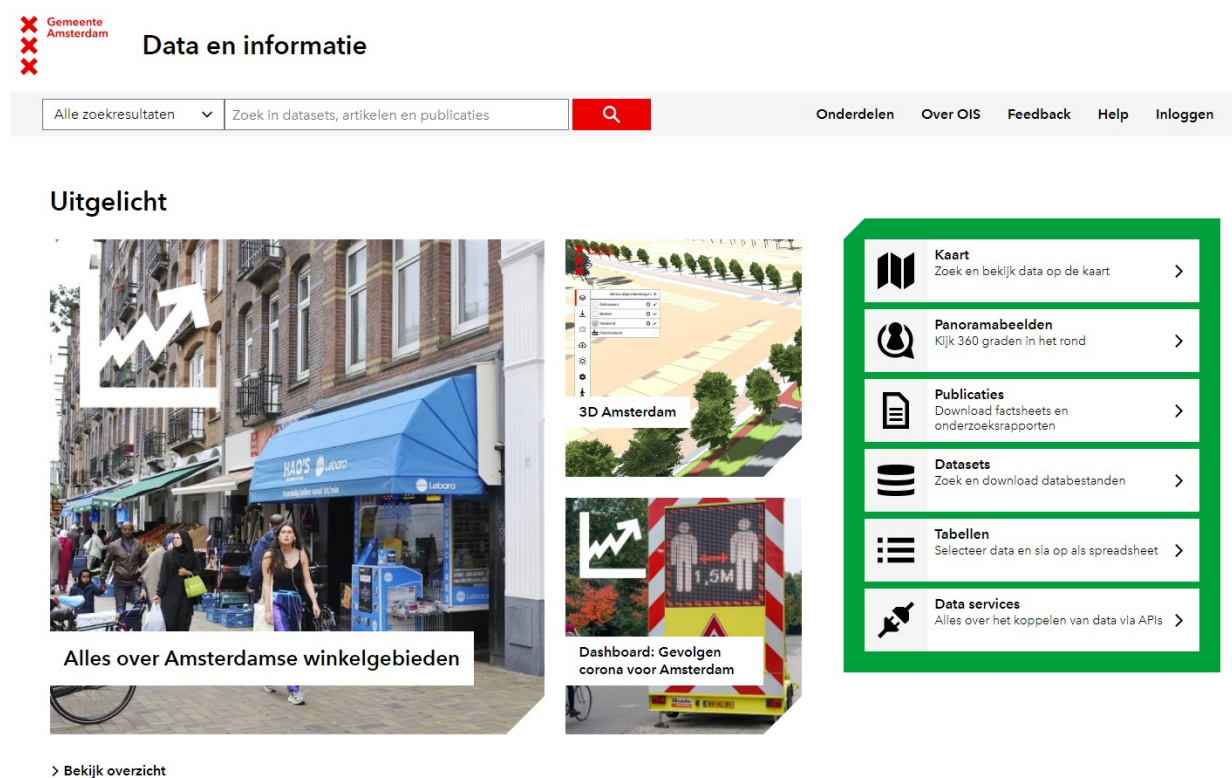 Gemeente
Amsterdam
Data en informatie
Alle zoekresultaten
Zoek in datasets, artikelen en publicaties
Onderdelen
Over OIS
Feedback
Help
Inloggen
Uitgelicht
HAQ'S Lebara
Lebara
Alles over Amsterdamse winkelgebieden
3D Amsterdam
1,5M
Dashboard: Gevolgen
corona voor Amsterdam
Kaart
Zoek en bekijk data op de kaart
Panoramabeelden
Kijk 360 graden in het rond
Publicaties
Download factsheets en
onderzoeksrapporten
Datasets
Zoek en download databestanden
Tabellen
Selecteer data en sla op als spreadsheet
Data services
Alles over het koppelen van data via APIs
> Bekijk overzicht